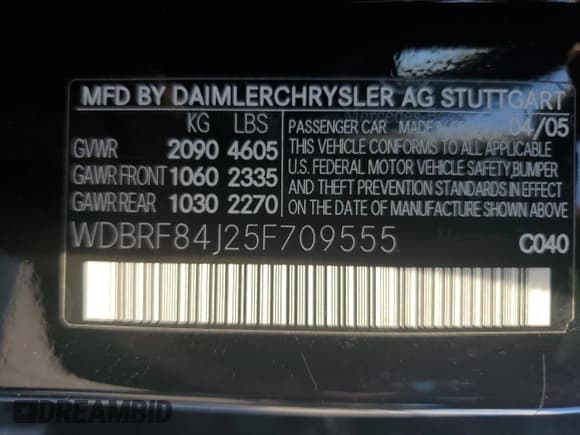 MFD BY DAIMLERCHRYSLER AG STUTTGART
KG LBS
GVWR 2090 4605
GAWR FRONT 1060 2335
GAWR REAR 1030 2270
PASSENGER CAR MADE IN 04/05
THIS VEHICLE CONFORMS TO ALL APPLICABLE
U.S. FEDERAL MOTOR VEHICLE SAFETY, BUMPER
AND THEFT PREVENTION STANDARDS IN EFFECT
ON THE DATE OF MANUFACTURE SHOWN ABOVE.
WDBRF84J25F709555 C040
DREAMBID